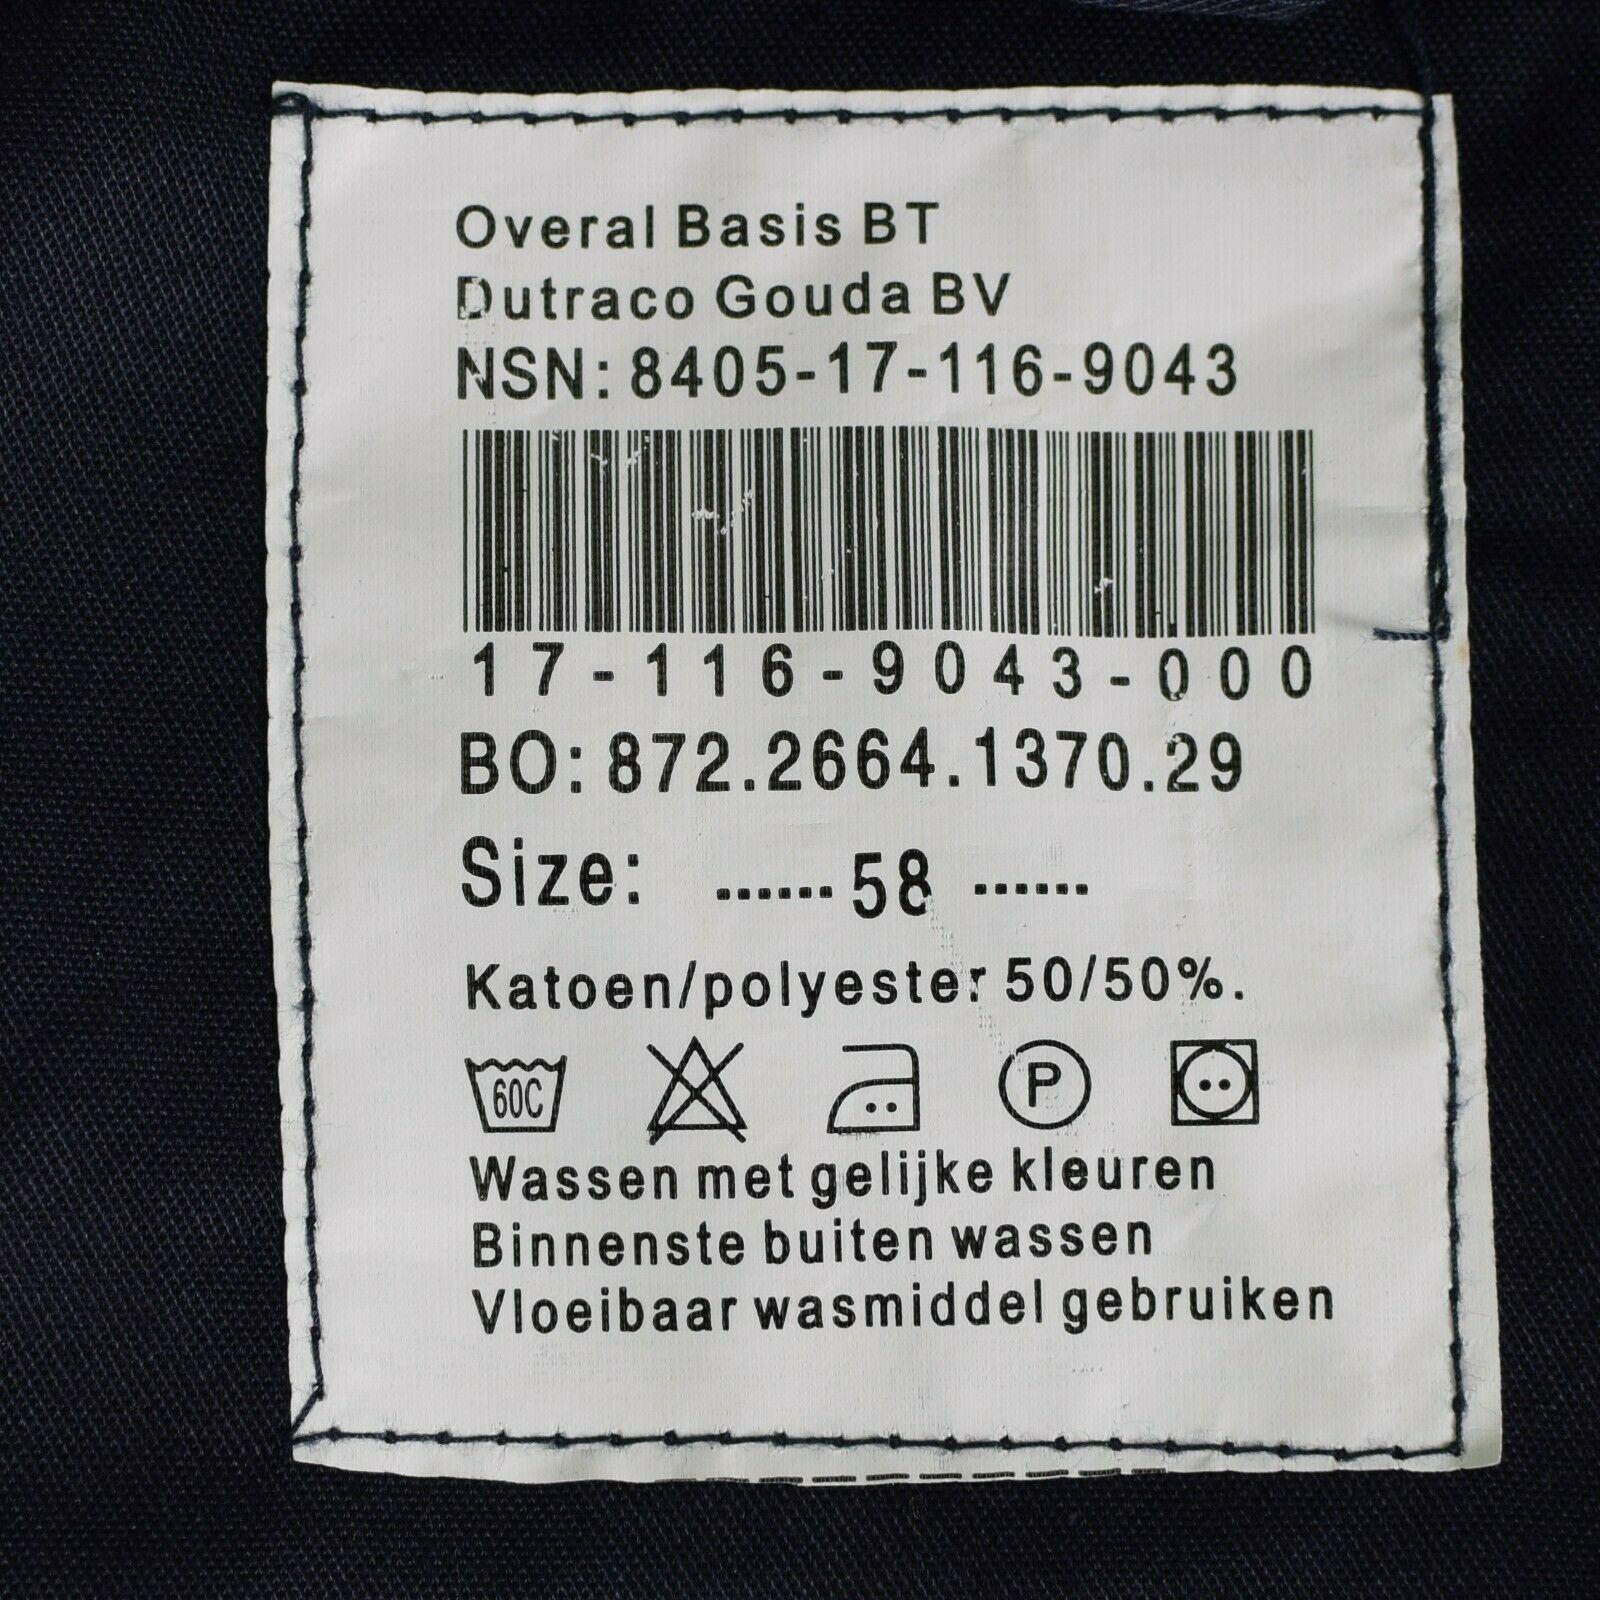 Overal Basis BT
Dutraco Gouda BV
NSN: 8405-17-116-9043
17-116-9043-000
BO: 872.2664.1370.29
Size: ......58 ......
Katoen/polyester 50/50%.
60C P
Wassen met gelijke kleuren
Binnenste buiten wassen
Vloeibaar wasmiddel gebruiken